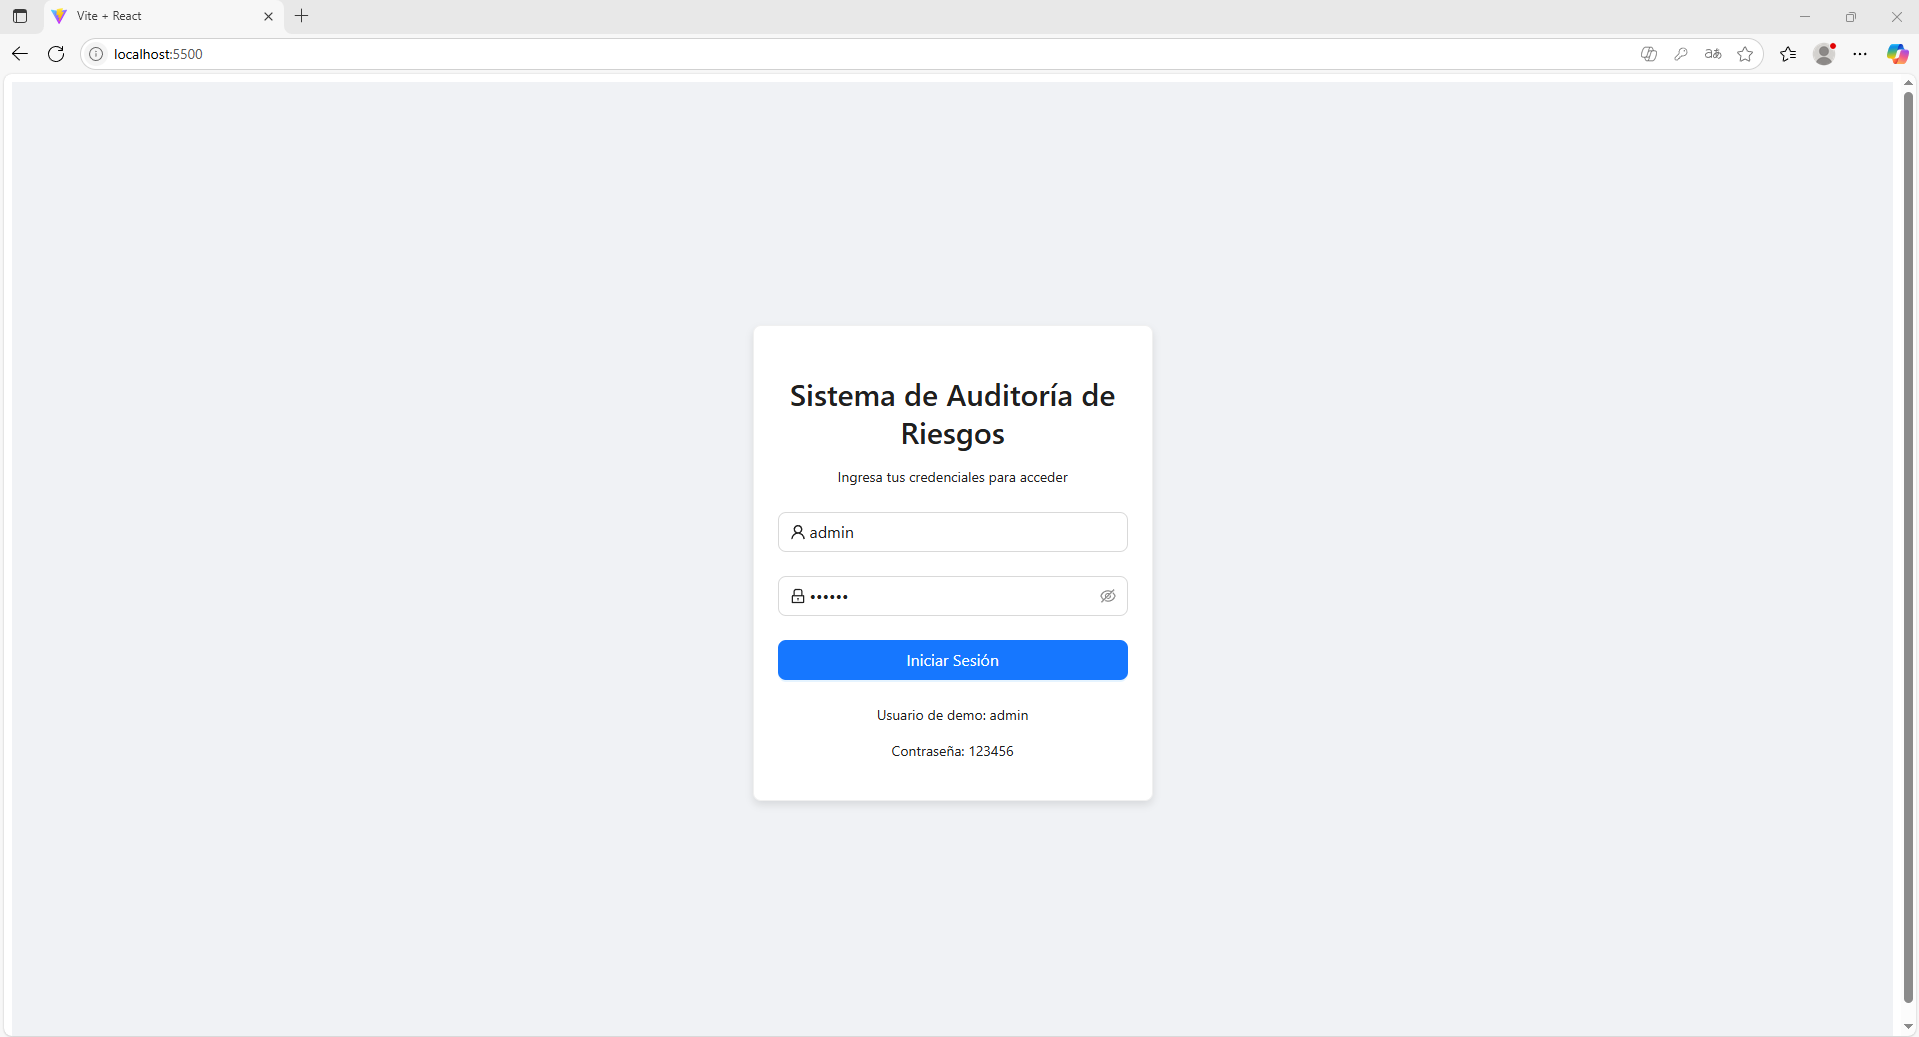 Vite + React
localhost:5500
Sistema de Auditoría de
Riesgos
Ingresa tus credenciales para acceder
admin
••••••
Iniciar Sesión
Usuario de demo: admin
Contraseña: 123456